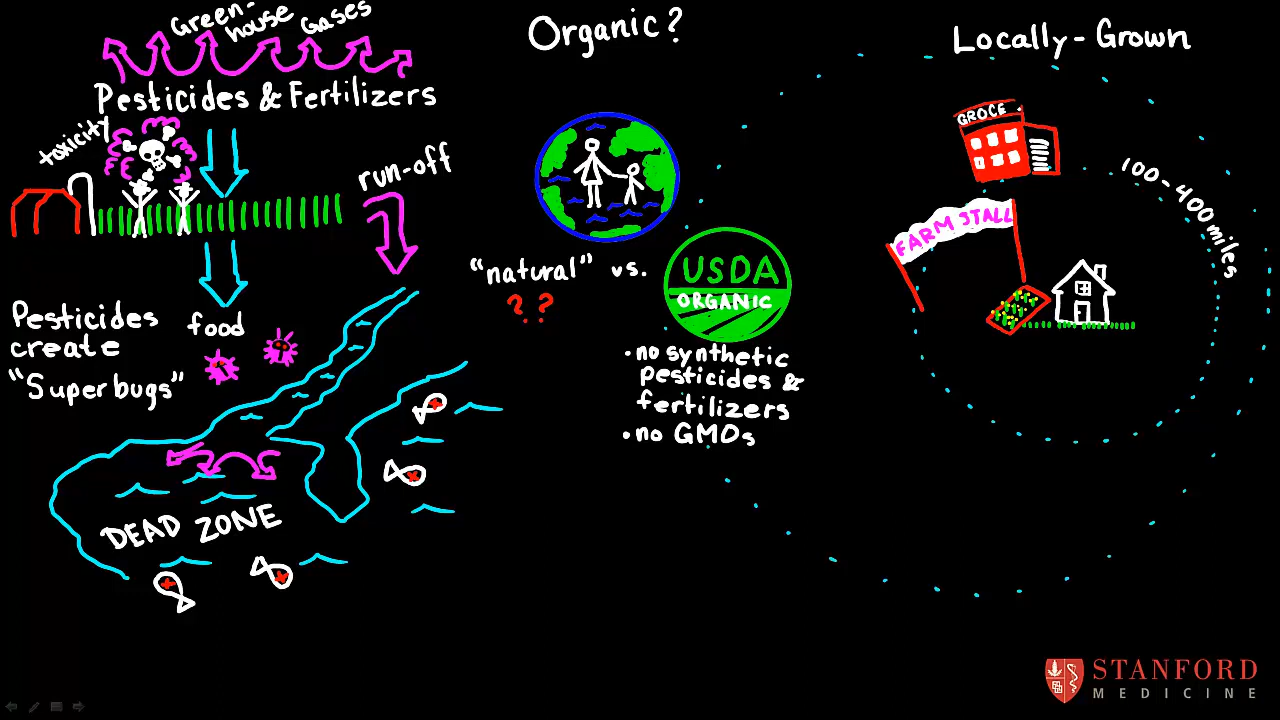 Green-
house
Gases
Pesticides & Fertilizers
toxicity
run-off
Pesticides
create
"Superbugs"
food
DEAD ZONE
Organic?
"natural" vs.
? ?
USDA
ORGANIC
• no synthetic
pesticides &
fertilizers
• no GMOs
Locally-Grown
GROCE
100-400 miles
FARM STALL
STANFORD
MEDICINE